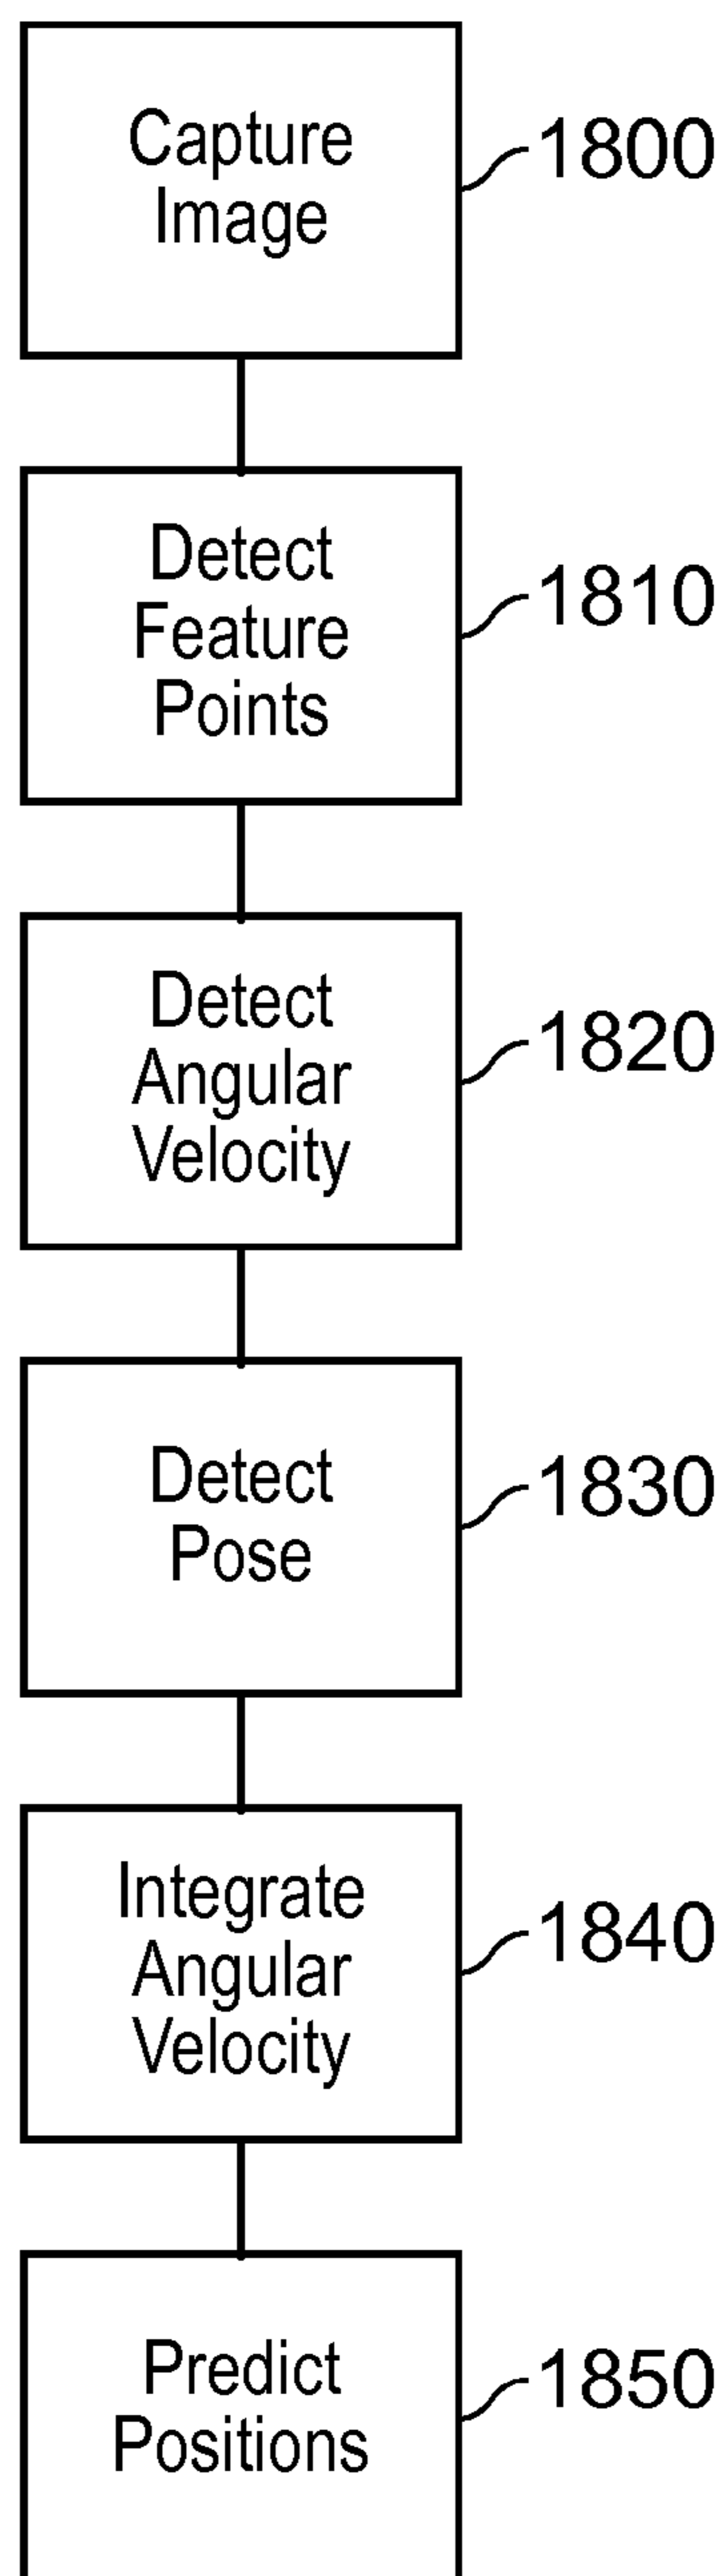 Capture
Image
1800
Detect
Feature
Points
1810
Detect
Angular
Velocity
1820
Detect
Pose
1830
Integrate
Angular
Velocity
1840
Predict
Positions
1850